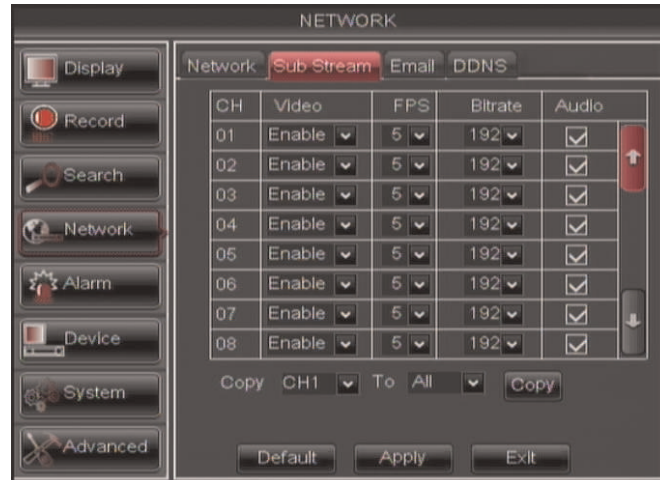 NETWORK
Display
Record
Search
Network
Alarm
Device
System
Advanced
Network Sub Stream Email DDNS
CH Video FPS Bitrate Audio
01 Enable 5 192
02 Enable 5 192
03 Enable 5 192
04 Enable 5 192
05 Enable 5 192
06 Enable 5 192
07 Enable 5 192
08 Enable 5 192
Copy CH1 To All Copy
Default Apply Exit